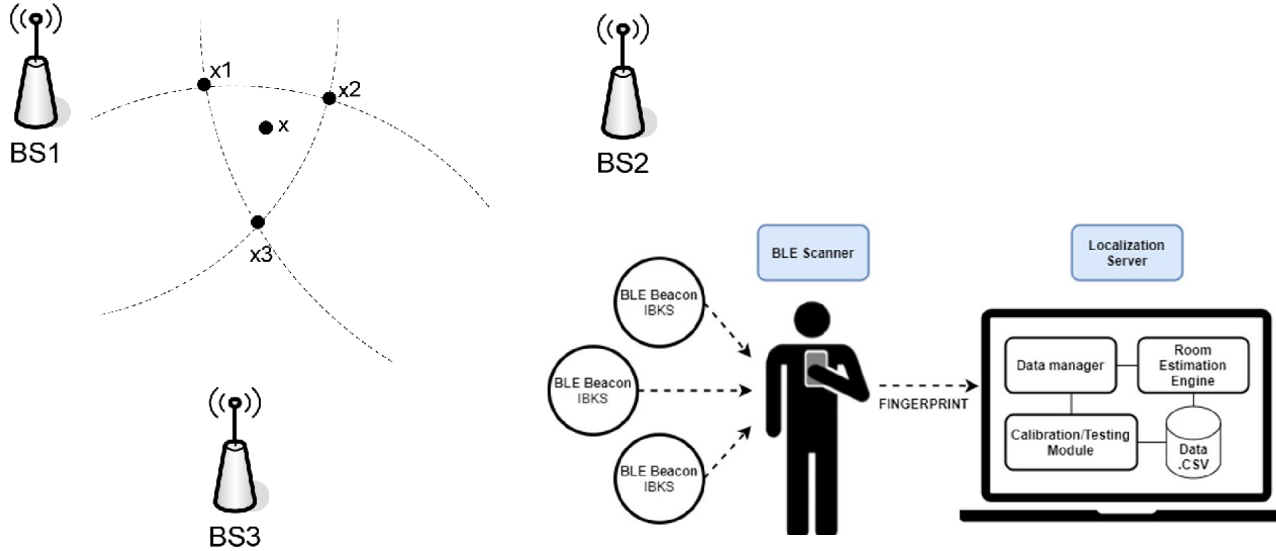 x1
x2
x
x3
BS1
BS2
BS3
BLE Scanner
Localization
Server
BLE Beacon
IBKS
BLE Beacon
IBKS
BLE Beacon
IBKS
FINGERPRINT
Data manager
Room
Estimation
Engine
Calibration/Testing
Module
Data
.CSV